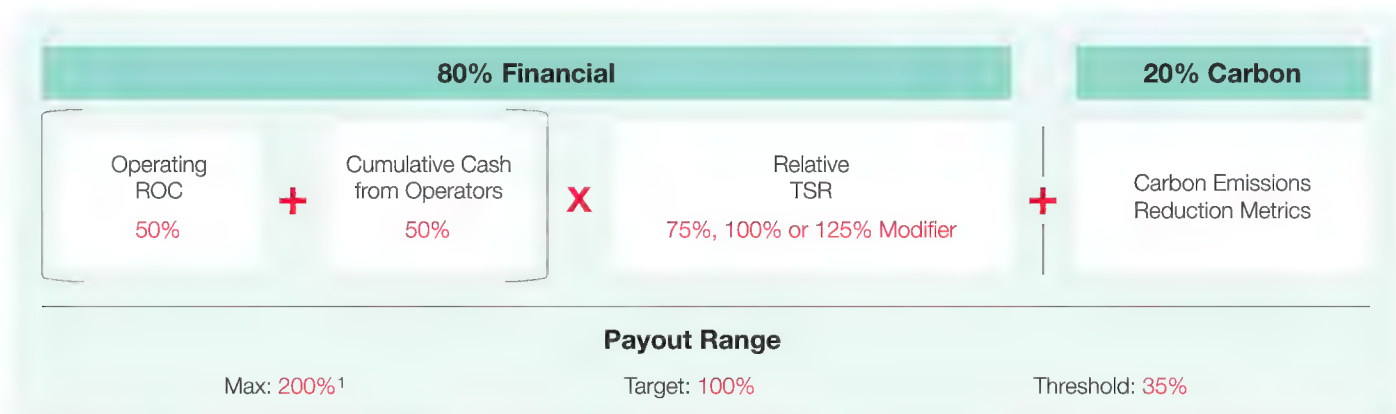 80% Financial
20% Carbon
Operating
ROC
50%
+
Cumulative Cash
from Operators
50%
X
Relative
TSR
75%, 100% or 125% Modifier
+
Carbon Emissions
Reduction Metrics
Payout Range
Max: 200%¹
Target: 100%
Threshold: 35%